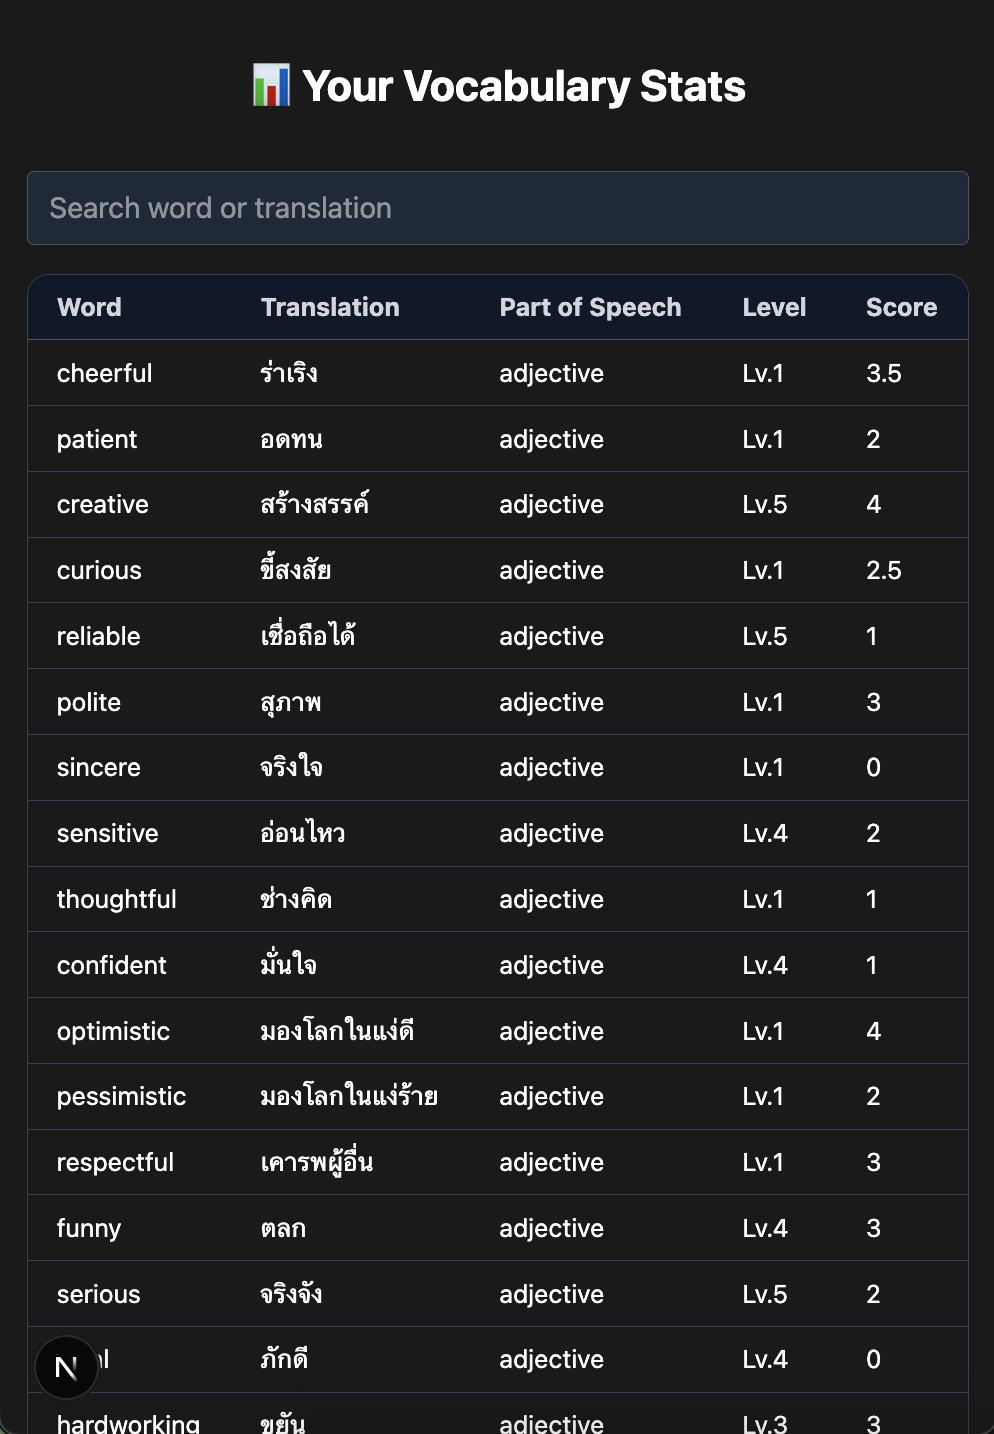 📊 Your Vocabulary Stats
Search word or translation
Word Translation Part of Speech Level Score
cheerful ร่าเริง adjective Lv.1 3.5
patient อดทน adjective Lv.1 2
creative สร้างสรรค์ adjective Lv.5 4
curious ขี้สงสัย adjective Lv.1 2.5
reliable เชื่อถือได้ adjective Lv.5 1
polite สุภาพ adjective Lv.1 3
sincere จริงใจ adjective Lv.1 0
sensitive อ่อนไหว adjective Lv.4 2
thoughtful ช่างคิด adjective Lv.1 1
confident มั่นใจ adjective Lv.4 1
optimistic มองโลกในแง่ดี adjective Lv.1 4
pessimistic มองโลกในแง่ร้าย adjective Lv.1 2
respectful เคารพผู้อื่น adjective Lv.1 3
funny ตลก adjective Lv.4 3
serious จริงจัง adjective Lv.5 2
N ภักดี adjective Lv.4 0
hardworking ขยัน adjective Lv.3 3